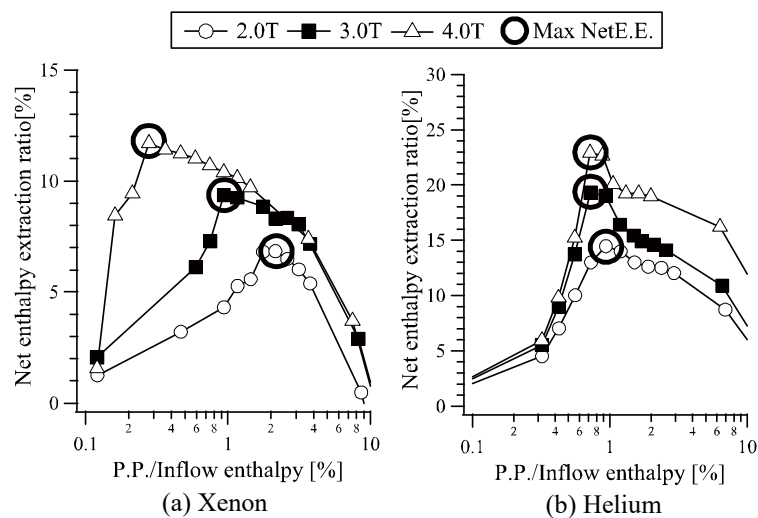 2.0T 3.0T 4.0T Max NetE.E.
Net enthalpy extraction ratio[%]
15
10
5
0
0.1 2 4 6 8 1 2 4 6 8 10
P.P./Inflow enthalpy [%]
(a) Xenon
Net enthalpy extraction ratio[%]
30
25
20
15
10
5
0
0.1 2 4 6 8 1 2 4 6 8 10
P.P./Inflow enthalpy [%]
(b) Helium